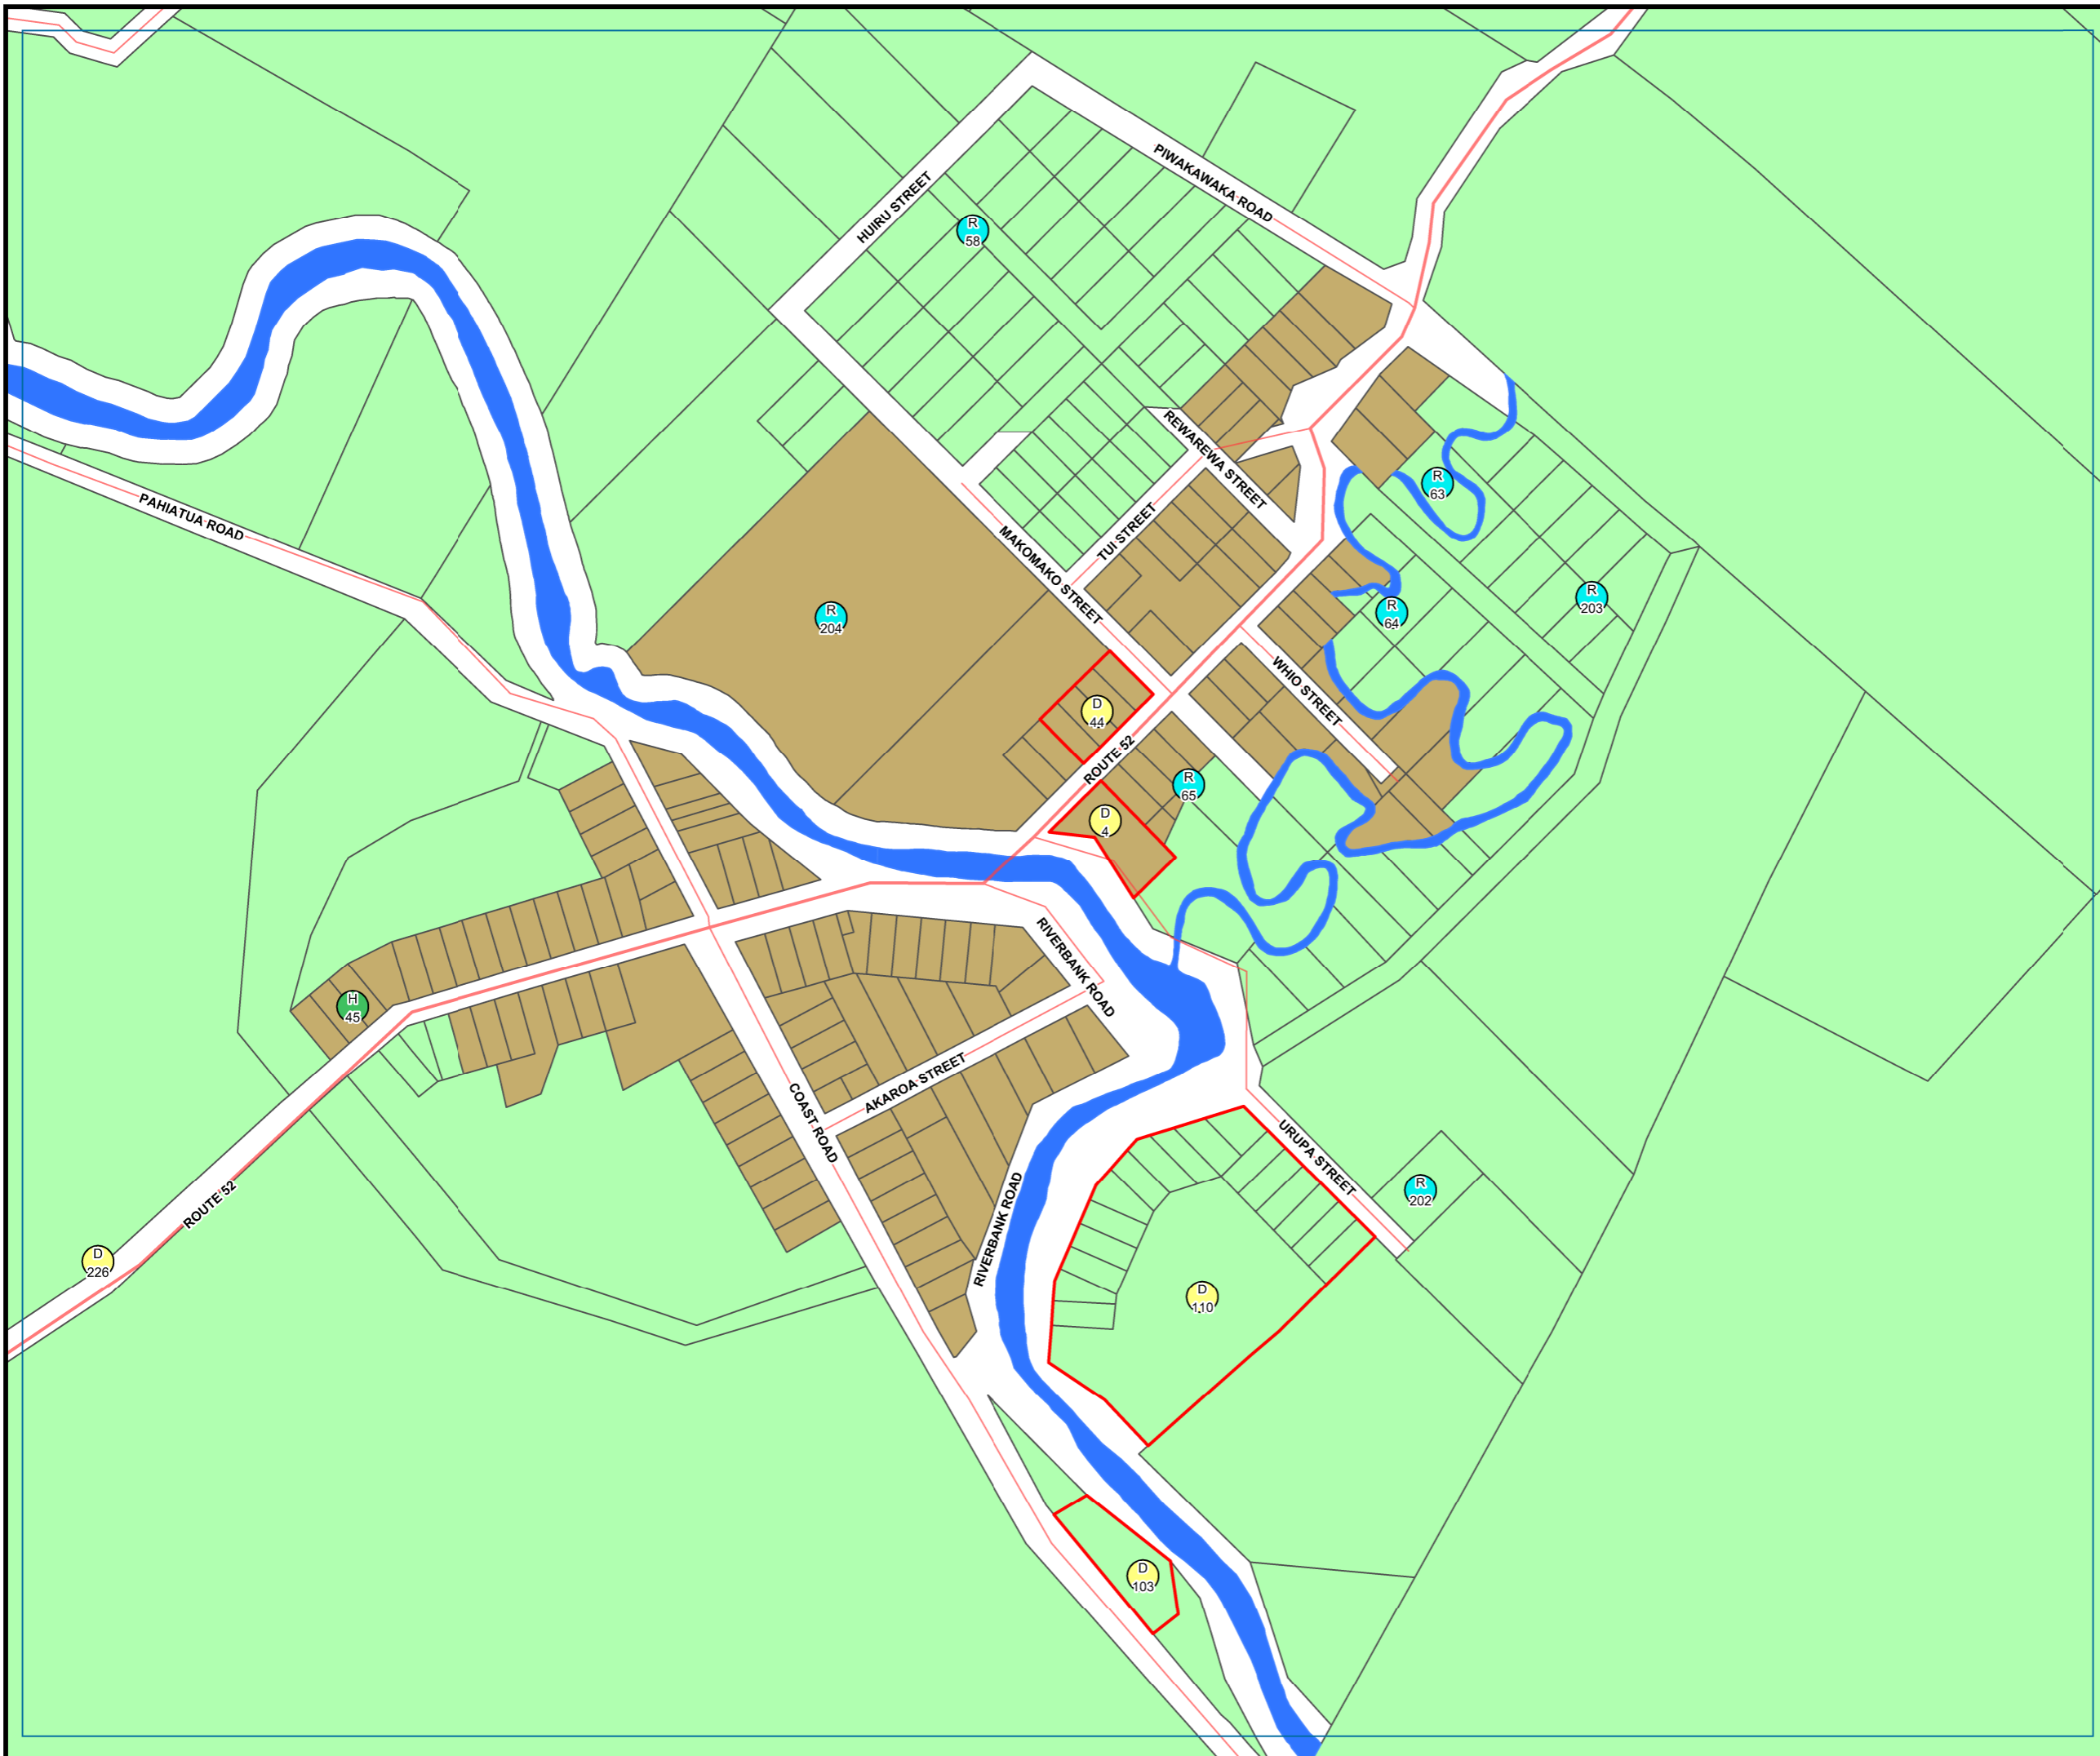 PIWAKAWAKA ROAD
HUIRU STREET
R
58
REWAREWA STREET
R
63
PAHIATUA ROAD
TUI STREET
MAKOMAKO STREET
R
203
R
204
R
64
WHIO STREET
D
44
ROUTE 52
R
65
D
4
RIVERBANK ROAD
H
45
AKAROA STREET
COAST ROAD
URUPA STREET
ROUTE 52
R
202
RIVERBANK ROAD
D
226
D
110
D
103